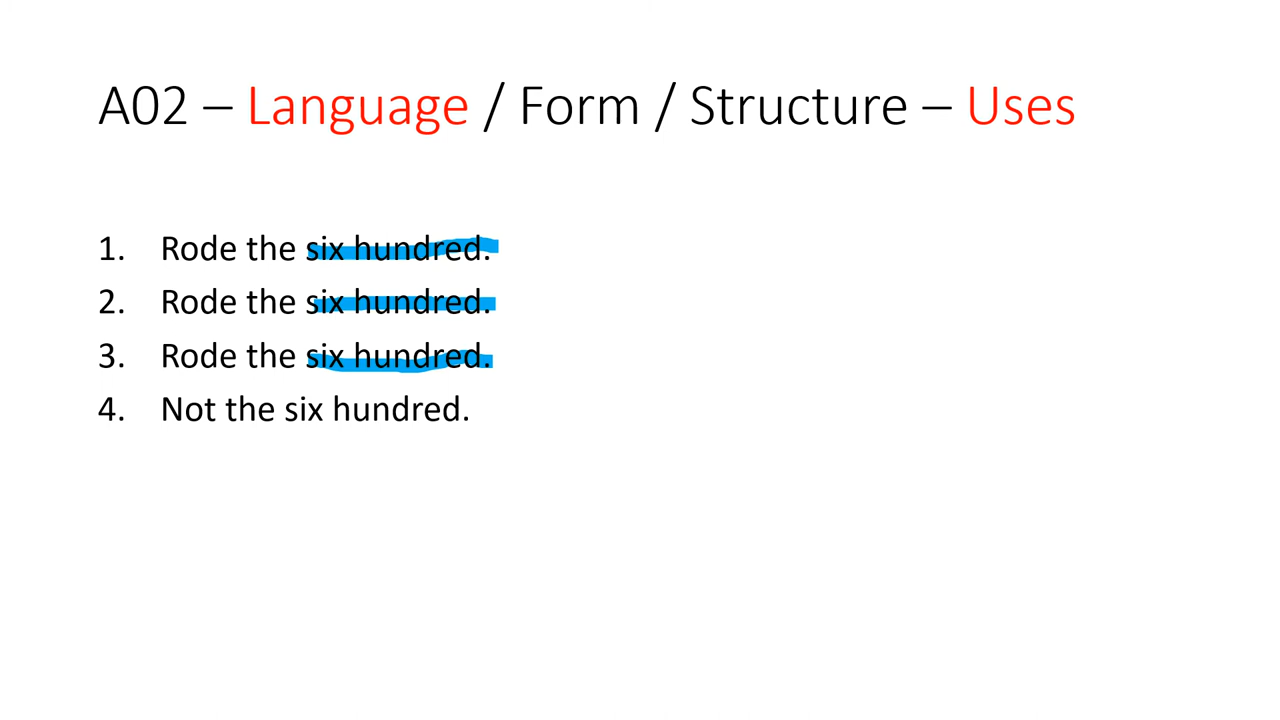 A02 – Language / Form / Structure – Uses
1. Rode the six hundred.
2. Rode the six hundred.
3. Rode the six hundred.
4. Not the six hundred.